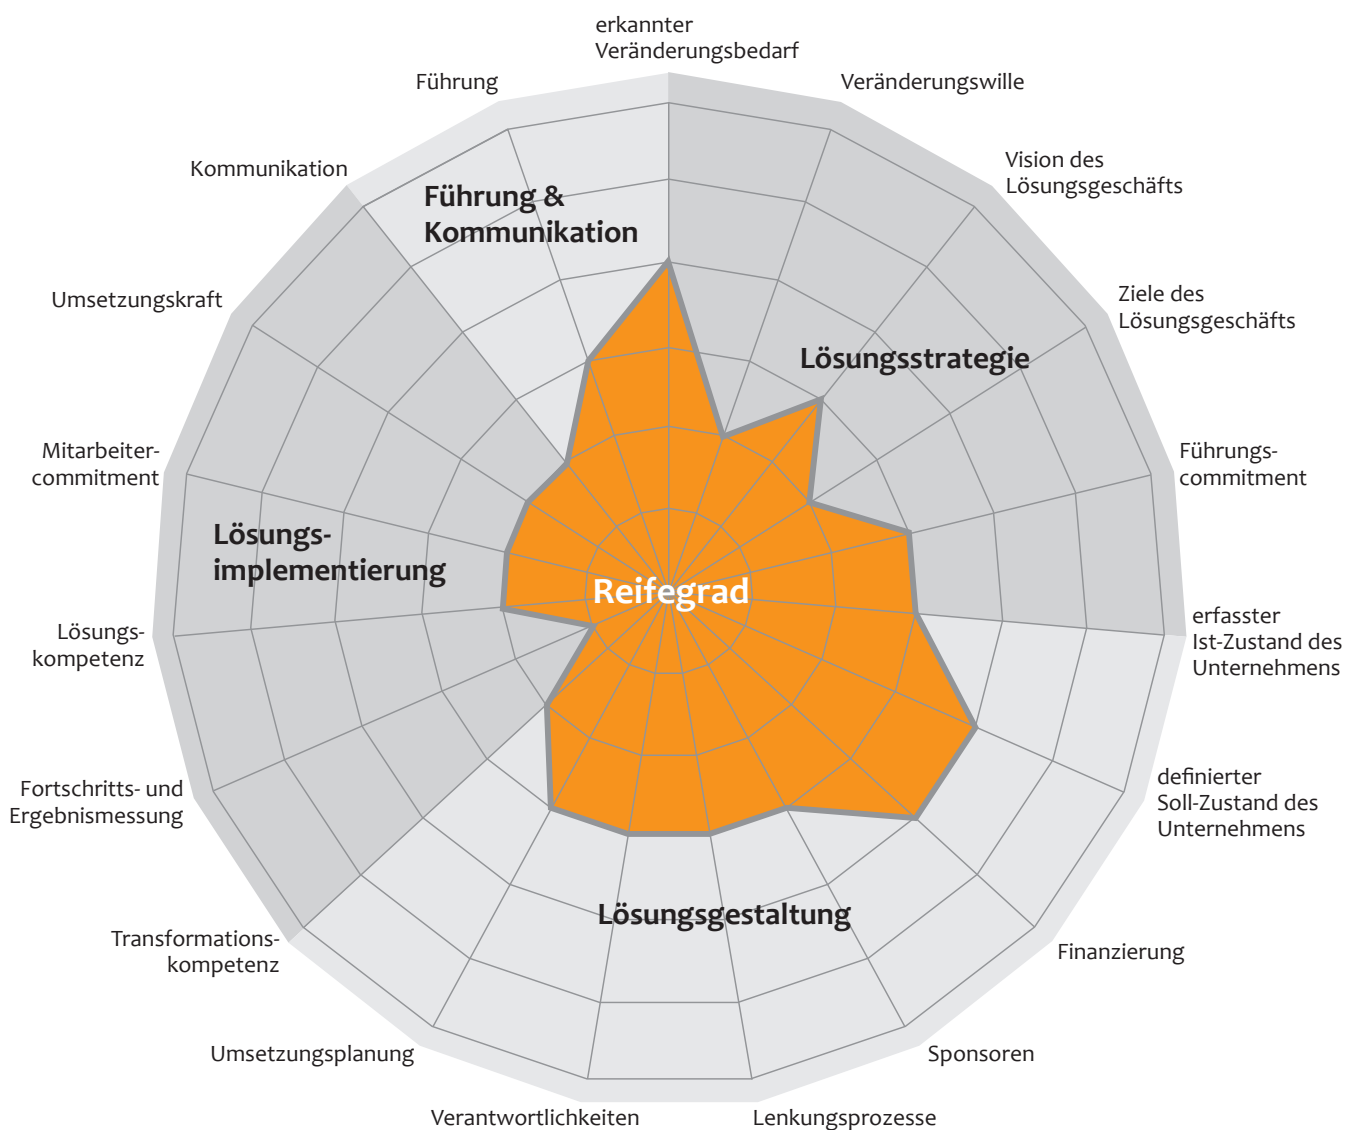 erkannter
Veränderungsbedarf
Führung
Veränderungswille
Kommunikation
Vision des
Lösungsgeschäfts
Führung &
Kommunikation
Umsetzungskraft
Ziele des
Lösungsgeschäfts
Lösungsstrategie
Mitarbeiter-
commitment
Führungs-
commitment
Lösungs-
implementierung
Reifegrad
Lösungs-
kompetenz
erfasster
Ist-Zustand des
Unternehmens
Fortschritts- und
Ergebnismessung
definierter
Soll-Zustand des
Unternehmens
Lösungsgestaltung
Transformations-
kompetenz
Finanzierung
Umsetzungsplanung
Sponsoren
Verantwortlichkeiten
Lenkungsprozesse